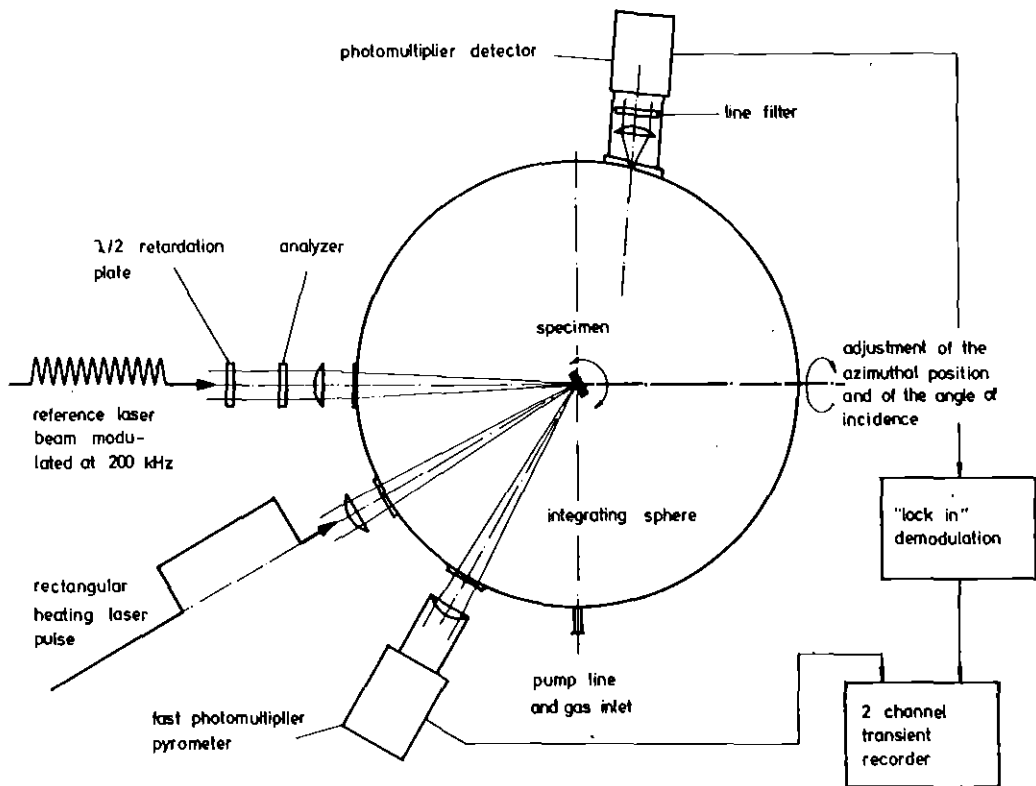 photomultiplier detector
line filter
λ/2 retardation
plate
analyzer
specimen
adjustment of the
azimuthal position
and of the angle of
incidence
reference laser
beam modu-
lated at 200 kHz
integrating sphere
"lock in"
demodulation
rectangular
heating laser
pulse
pump line
and gas inlet
fast photomultiplier
pyrometer
2 channel
transient
recorder